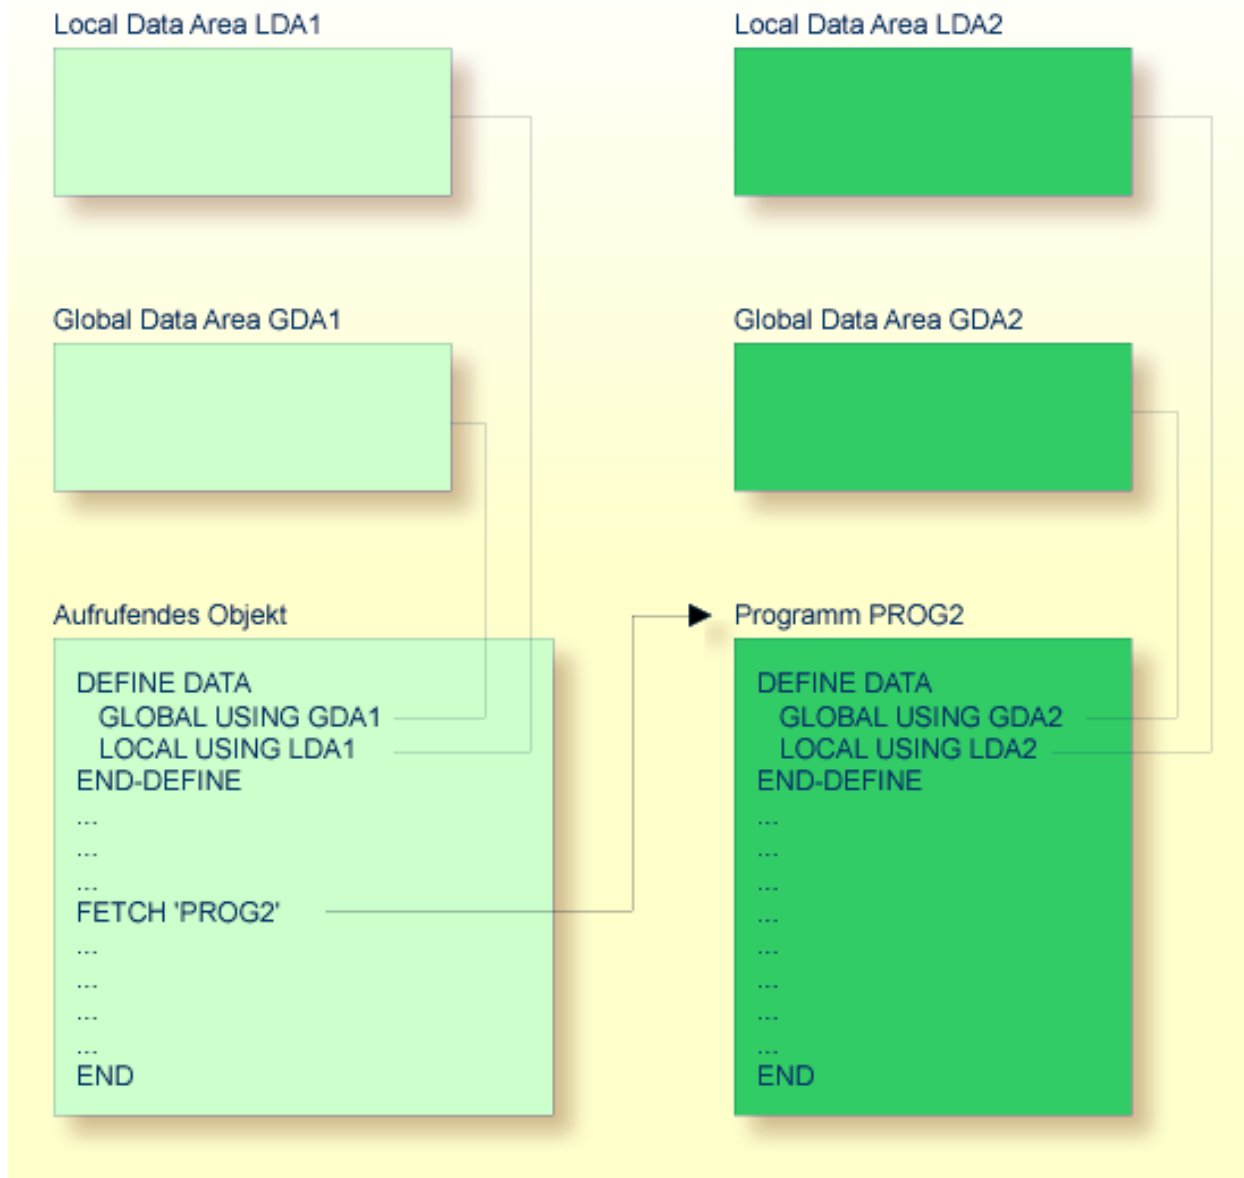 Local Data Area LDA1
Local Data Area LDA2
Global Data Area GDA1
Global Data Area GDA2
Aufrufendes Objekt
DEFINE DATA
GLOBAL USING GDA1
LOCAL USING LDA1
END-DEFINE
...
...
...
FETCH 'PROG2'
...
...
...
...
END
Programm PROG2
DEFINE DATA
GLOBAL USING GDA2
LOCAL USING LDA2
END-DEFINE
...
...
...
...
...
...
...
...
END